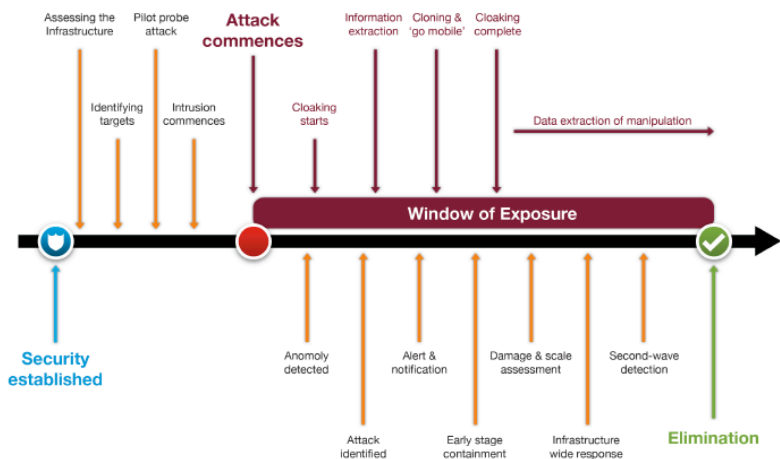 Assessing the
Infrastructure
Pilot probe
attack
Attack
commences
Information
extraction
Cloning &
‘go mobile’
Cloaking
complete
Identifying
targets
Intrusion
commences
Cloaking
starts
Data extraction of manipulation
Window of Exposure
Security
established
Anomoly
detected
Alert &
notification
Damage & scale
assessment
Second-wave
detection
Attack
identified
Early stage
containment
Infrastructure
wide response
Elimination